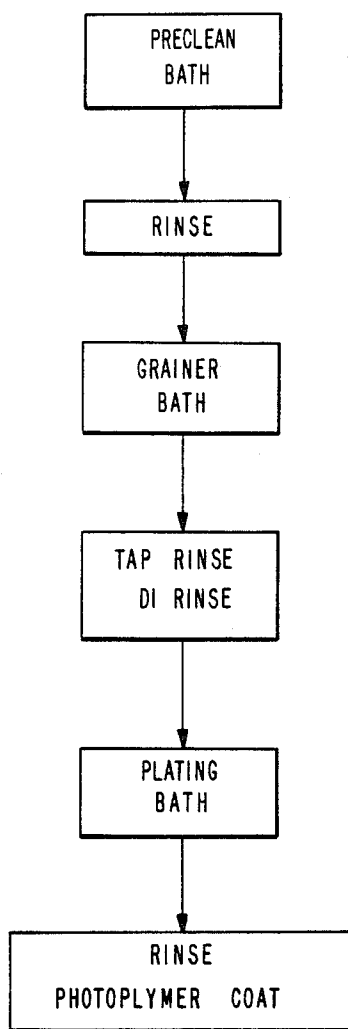 PRECLEAN
BATH
RINSE
GRAINER
BATH
TAP RINSE
DI RINSE
PLATING
BATH
RINSE
PHOTOPLYMER COAT